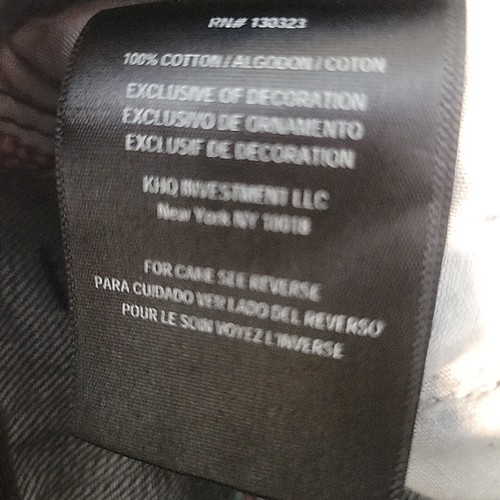 RN# 130323
100% COTTON / ALGODON / COTON
EXCLUSIVE OF DECORATION
EXCLUSIVO DE ORNAMENTO
EXCLUSIF DE DECORATION
KHQ INVESTMENT LLC
New York NY 10018
FOR CARE SEE REVERSE
PARA CUIDADO VER LADO DEL REVERSO
POUR LE SOIN VOYEZ L'INVERSE